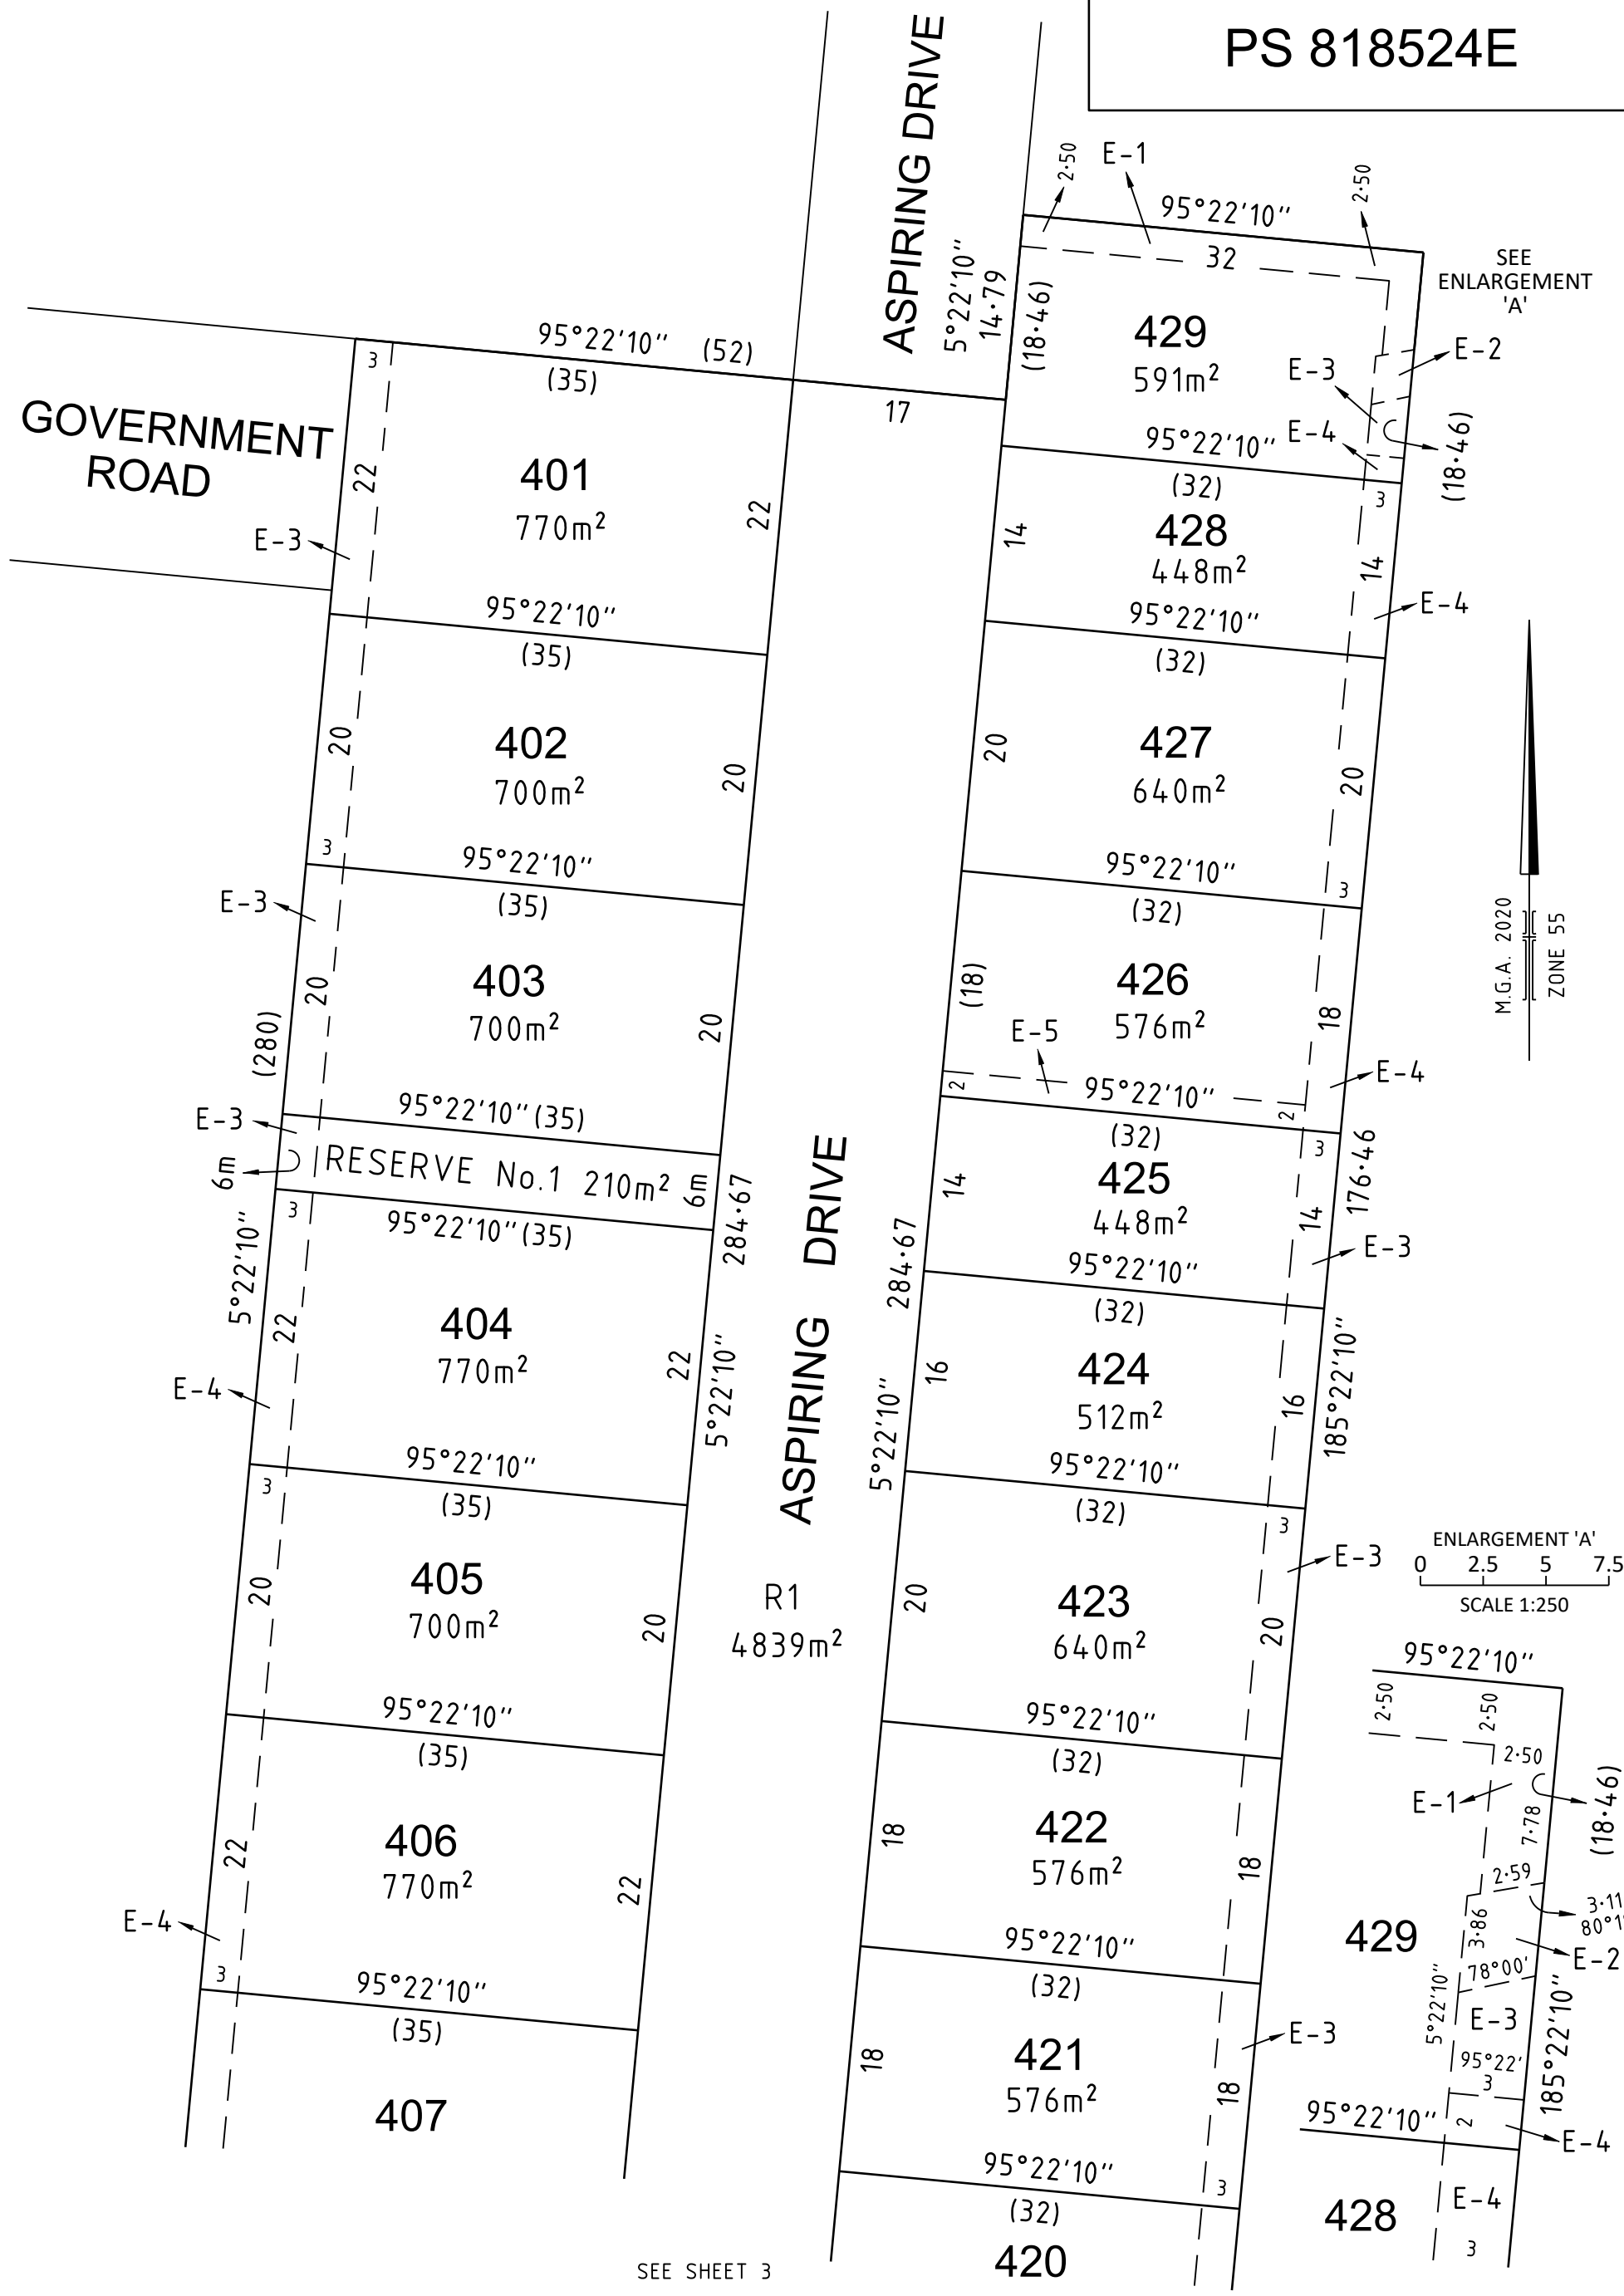 PS 818524E
ASPIRING DRIVE
5°22'10"
14·79
2·50
E-1
95°22'10"
2·50
32
SEE
ENLARGEMENT
'A'
(18·46)
429
591m²
E-2
E-3
E-4
(18·46)
95°22'10" (52)
(35)
17
GOVERNMENT
ROAD
3
22
401
770m²
22
E-3
95°22'10"
(35)
20
402
700m²
20
3
95°22'10"
(35)
E-3
20
403
700m²
20
(280)
95°22'10" (35)
E-3
6m
RESERVE No.1 210m² 6m
3
95°22'10" (35)
5°22'10"
284·67
22
404
770m²
22
5°22'10"
E-4
95°22'10"
3
(35)
20
405
700m²
20
95°22'10"
(35)
22
406
770m²
22
E-4
3
95°22'10"
(35)
407
ASPIRING DRIVE
R1
4839m²
284·67
5°22'10"
95°22'10"
(32)
3
14
428
448m²
14
E-4
95°22'10"
(32)
20
427
640m²
20
95°22'10"
3
(32)
(18)
426
576m²
18
E-5
E-4
2
95°22'10"
2
(32)
3
176·46
14
425
448m²
14
E-3
95°22'10"
(32)
16
424
512m²
16
185°22'10"
95°22'10"
(32)
3
E-3
20
423
640m²
20
95°22'10"
(32)
18
422
576m²
18
95°22'10"
(32)
E-3
18
421
576m²
18
95°22'10"
3
(32)
420
SEE SHEET 3
M.G.A. 2020
ZONE 55
ENLARGEMENT 'A'
0 2.5 5 7.5
SCALE 1:250
95°22'10"
2·50
2·50
2·50
E-1
7·78
(18·46)
2·59
3·11
429
3·86
E-2
78°00'
5°22'10"
E-3
185°22'10"
95°22'
3
95°22'10"
2
E-4
428
E-4
3